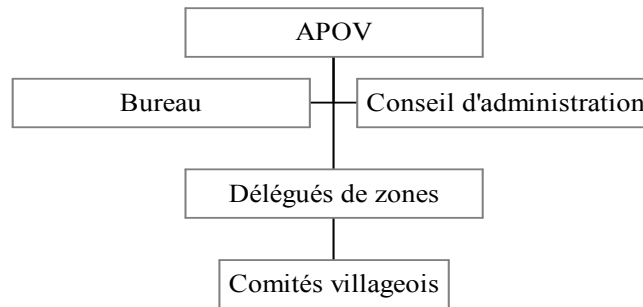 APOV
Bureau
Conseil d'administration
Délégués de zones
Comités villageois